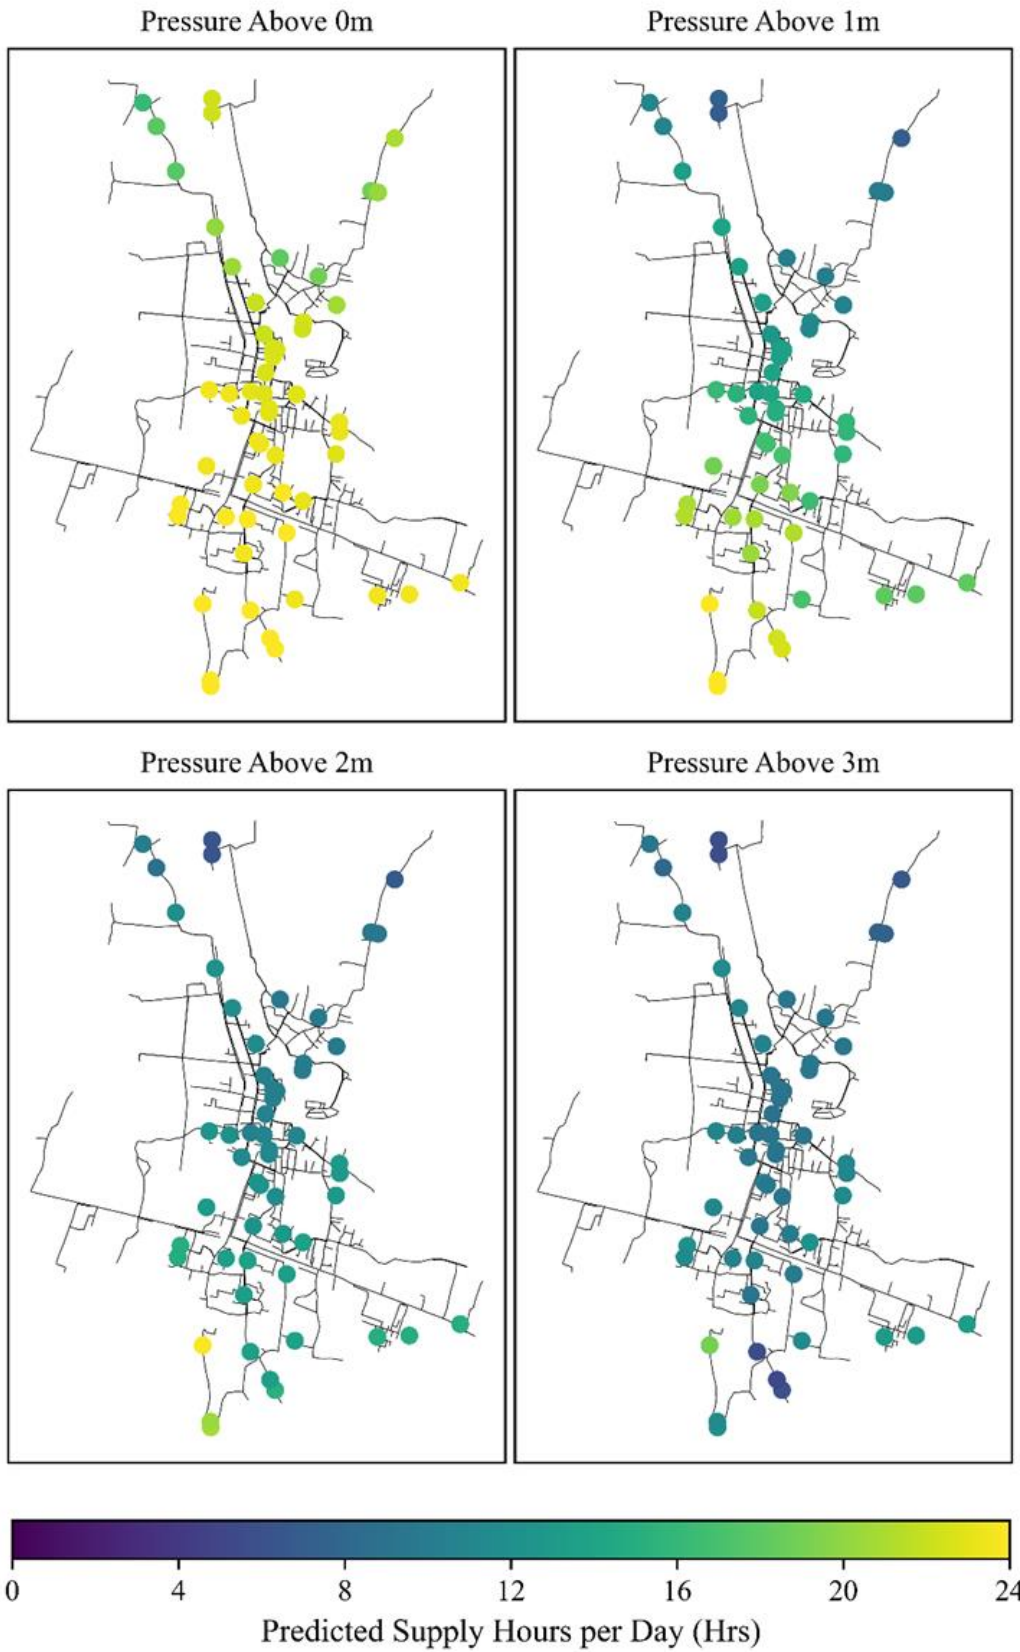 Pressure Above 0m
Pressure Above 1m
Pressure Above 2m
Pressure Above 3m
0 4 8 12 16 20 24
Predicted Supply Hours per Day (Hrs)